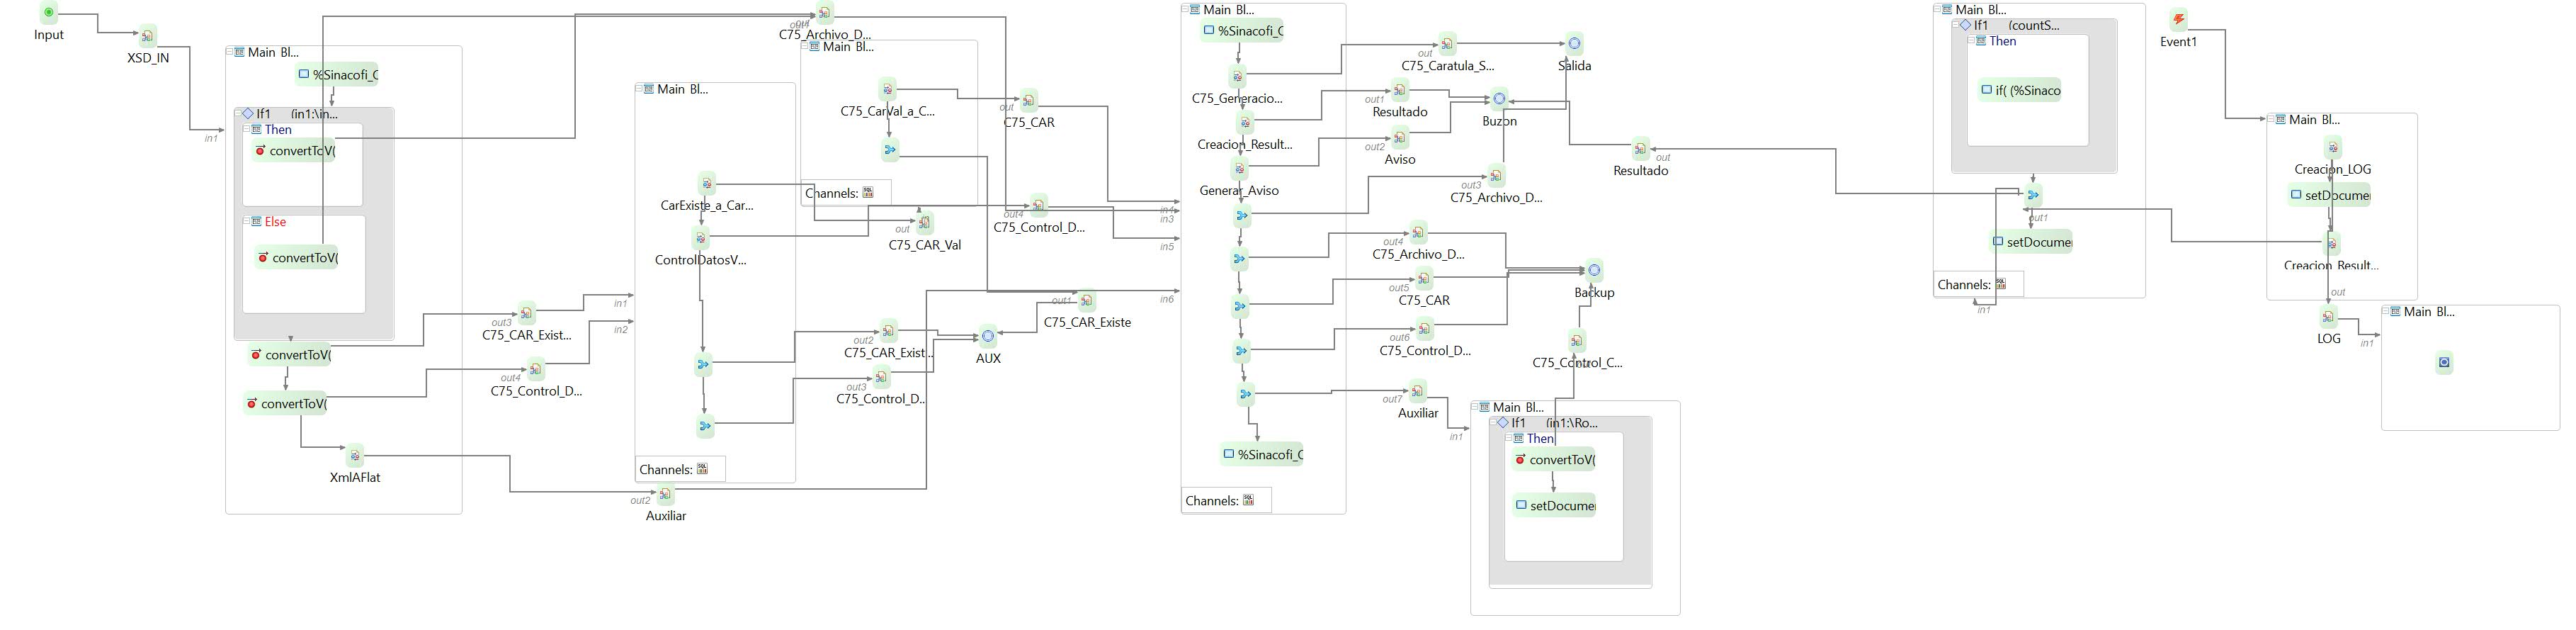 Input
XSD_IN
in1
Main Bl...
%Sinacofi_C
If1 (in1:\in...
Then
convertToV(
Else
convertToV(
convertToV(
convertToV(
XmlAFlat
out3
C75_CAR_Exist...
out4
C75_Control_D...
out2
Auxiliar
in1
in2
Main Bl...
CarExiste_a_Car...
ControlDatosV...
Channels:
C75_Archivo_D...
Main Bl...
C75_CarVal_a_C...
Channels:
out
C75_CAR
out
C75_CAR_Val
out4
C75_Control_D...
out1
C75_CAR_Existe
out2
C75_CAR_Exist...
out3
C75_Control_D...
AUX
in4
in3
in5
in6
Main Bl...
%Sinacofi_C
C75_Generacio...
Creacion_Result...
Generar_Aviso
%Sinacofi_C
Channels:
out
C75_Caratula_S...
Salida
out1
Resultado
Buzon
out2
Aviso
out3
C75_Archivo_D...
out4
C75_Archivo_D...
out5
C75_CAR
Backup
out6
C75_Control_D...
C75_Control_C...
out
out7
Auxiliar
in1
Main Bl...
If1 (in1:\Ro...
Then
convertToV(
setDocumen
out
Resultado
Main Bl...
If1 (countS...
Then
if( (%Sinaco
out1
setDocumen
Channels:
in1
Event1
Main Bl...
Creacion_LOG
setDocumen
Creacion_Result...
out
LOG
in1
Main Bl...